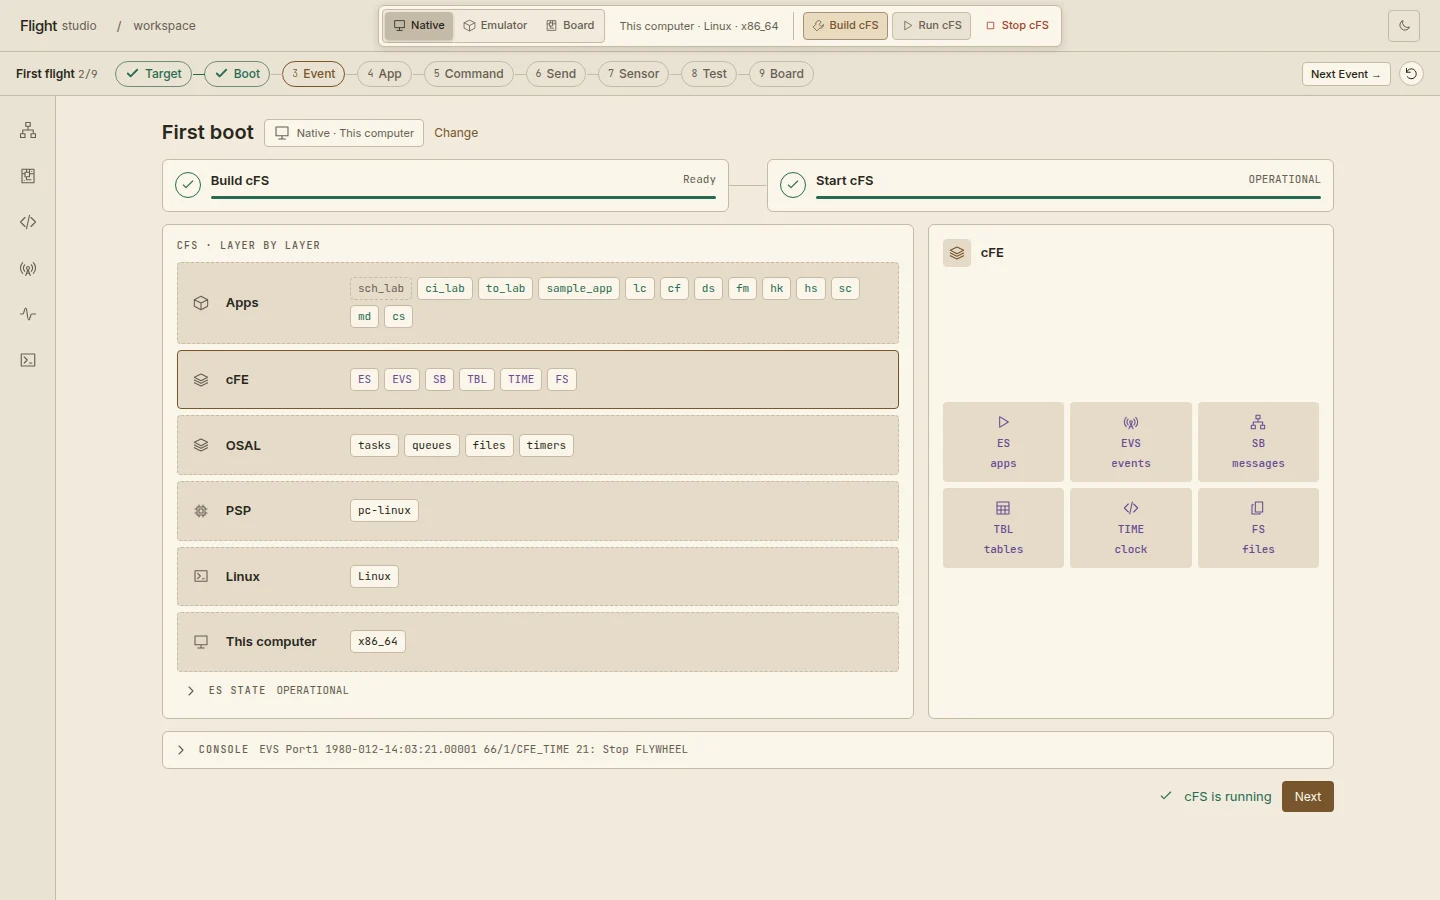 Flight studio / workspace
Native Emulator Board This computer · Linux · x86_64 Build cFS Run cFS Stop cFS
First flight 2/9 Target Boot 3 Event 4 App 5 Command 6 Send 7 Sensor 8 Test 9 Board Next Event →
First boot Native · This computer Change
Build cFS Ready
Start cFS OPERATIONAL
CFS · LAYER BY LAYER
Apps sch_lab ci_lab to_lab sample_app lc cf ds fm hk hs sc
md cs
cFE ES EVS SB TBL TIME FS
OSAL tasks queues files timers
PSP pc-linux
Linux Linux
This computer x86_64
ES STATE OPERATIONAL
cFE
ES EVS SB
apps events messages
TBL TIME FS
tables clock files
CONSOLE EVS Port1 1980-012-14:03:21.00001 66/1/CFE_TIME 21: Stop FLYWHEEL
cFS is running Next